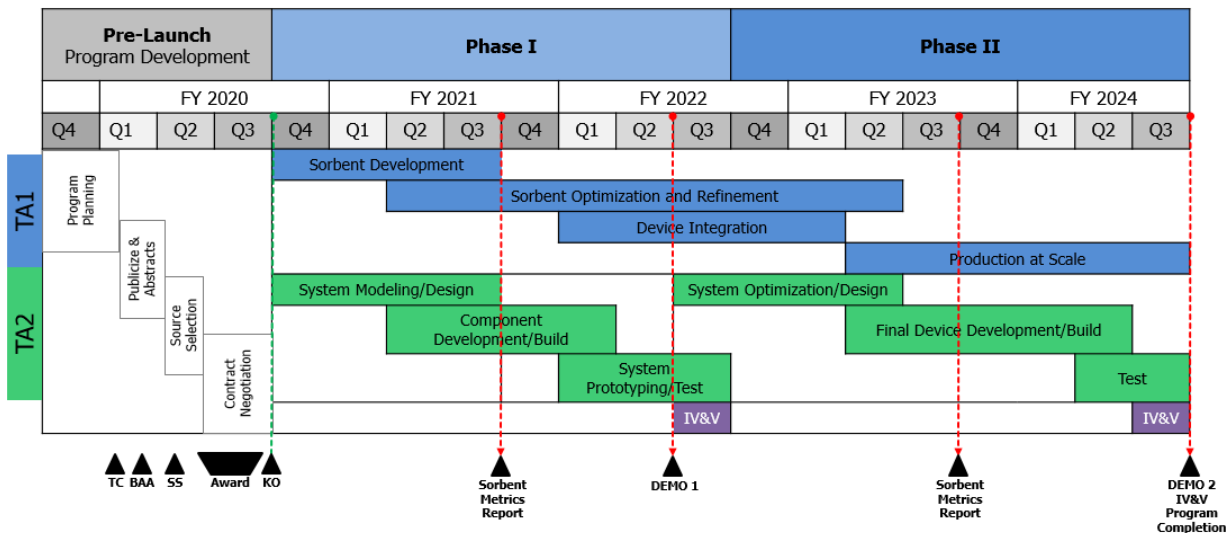 Pre-Launch
Program Development
Phase I
Phase II
FY 2020
FY 2021
FY 2022
FY 2023
FY 2024
Q4
Q1
Q2
Q3
Q4
Q1
Q2
Q3
Q4
Q1
Q2
Q3
Q4
Q1
Q2
Q3
Q4
Q1
Q2
Q3
TA1
Program
Planning
Publicize &
Abstracts
Source
Selection
Contract
Negotiation
Sorbent Development
Sorbent Optimization and Refinement
Device Integration
Production at Scale
TA2
System Modeling/Design
System Optimization/Design
Component
Development/Build
Final Device Development/Build
System
Prototyping/Test
Test
IV&V
IV&V
TC
BAA
SS
Award
KO
Sorbent
Metrics
Report
DEMO 1
Sorbent
Metrics
Report
DEMO 2
IV&V
Program
Completion